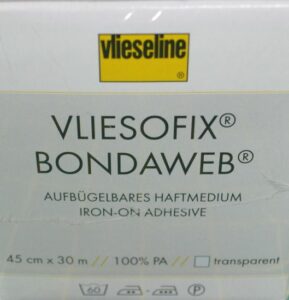 vlieseline
®
VLIESOFIX®
BONDAWEB®
AUFBÜGELBARES HAFTMEDIUM
IRON-ON ADHESIVE
45 cm x 30 m // 100% PA // transparent
60 P